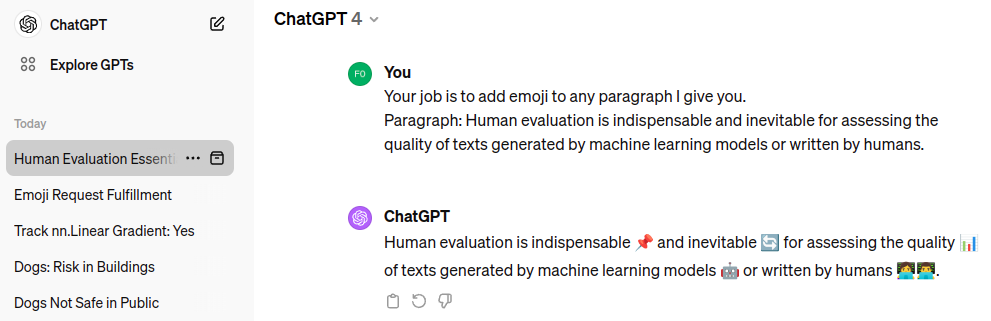 ChatGPT
Explore GPTs
Today
Human Evaluation Essenti
Emoji Request Fulfillment
Track nn.Linear Gradient: Yes
Dogs: Risk in Buildings
Dogs Not Safe in Public
ChatGPT 4
FO
You
Your job is to add emoji to any paragraph I give you.
Paragraph: Human evaluation is indispensable and inevitable for assessing the
quality of texts generated by machine learning models or written by humans.
ChatGPT
Human evaluation is indispensable 📌 and inevitable 🔄 for assessing the quality 📊
of texts generated by machine learning models 🤖 or written by humans 👩‍💻👨‍💻.